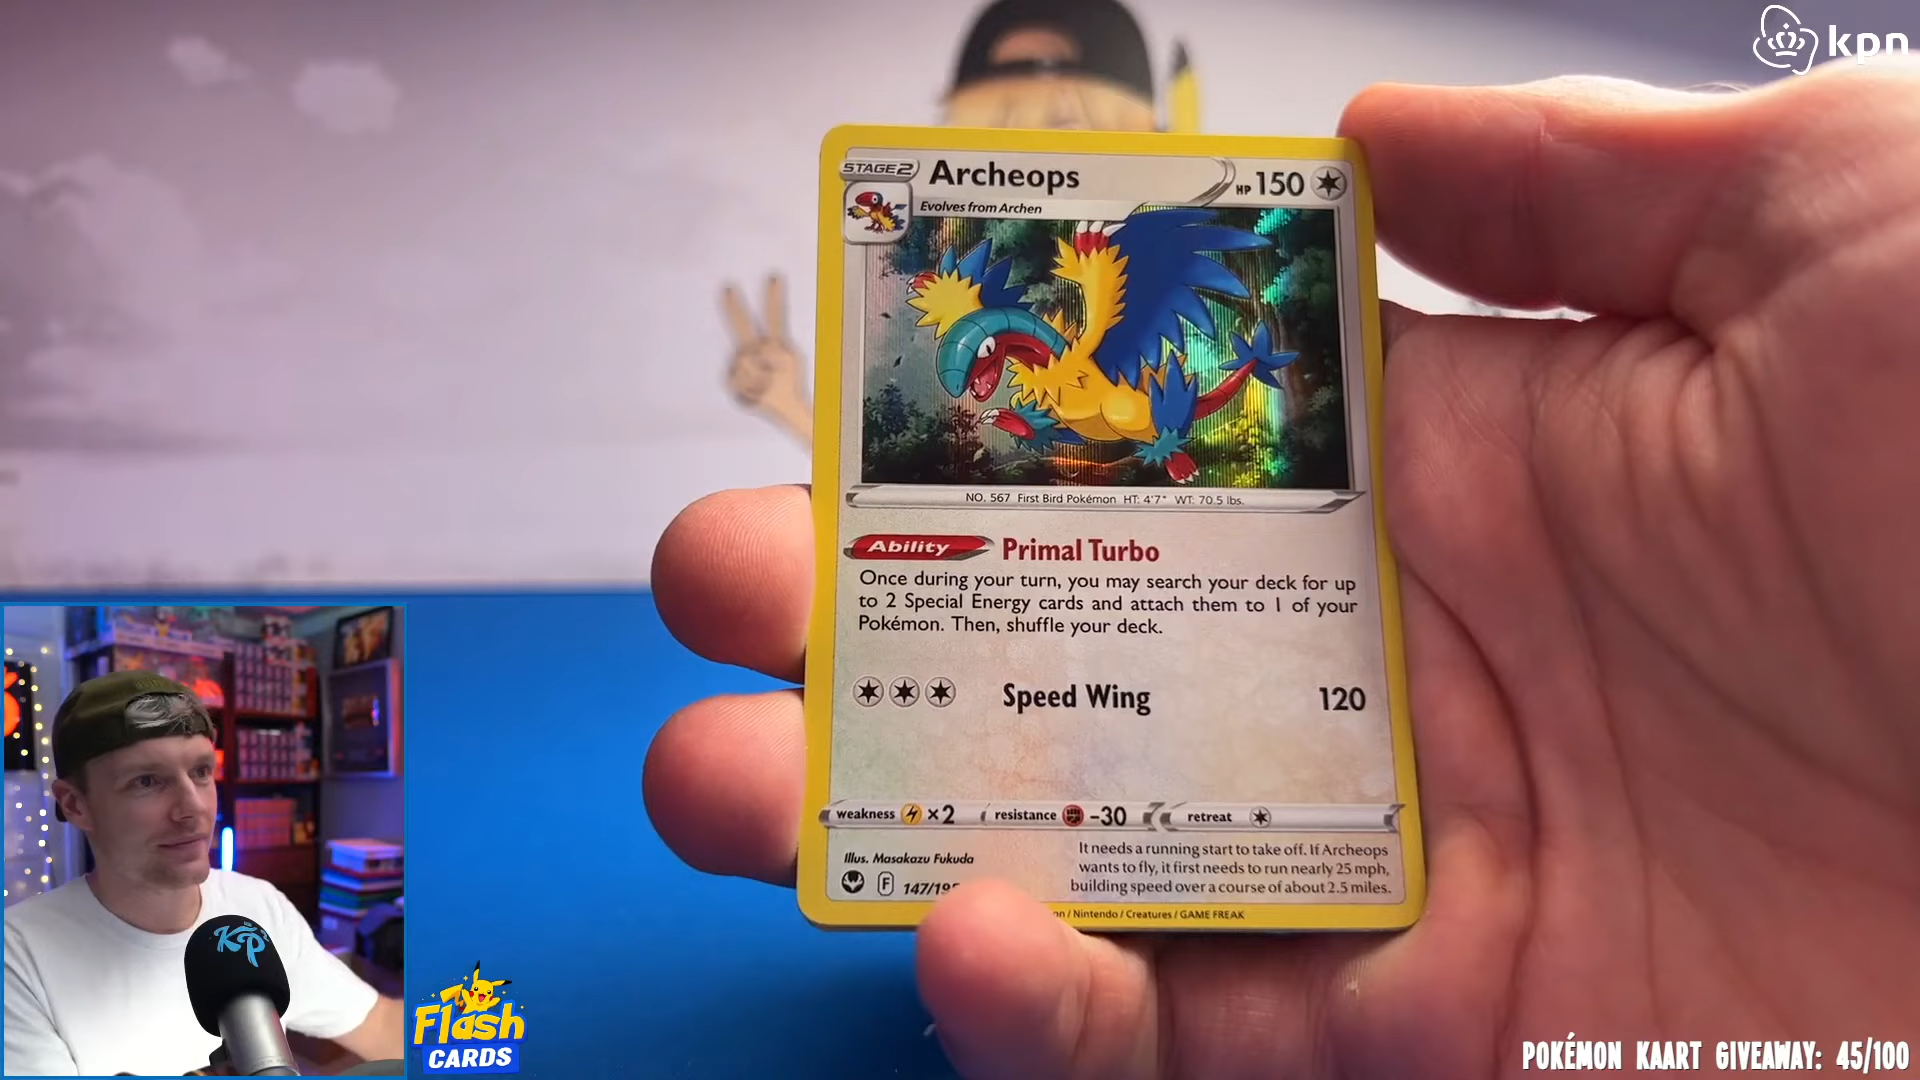 kpn
STAGE2
Archeops
HP 150
Evolves from Archen
NO. 567 First Bird Pokémon HT: 4'7" WT: 70.5 lbs.
Ability Primal Turbo
Once during your turn, you may search your deck for up
to 2 Special Energy cards and attach them to 1 of your
Pokémon. Then, shuffle your deck.
Speed Wing 120
weakness ×2 resistance -30 retreat
It needs a running start to take off. If Archeops
wants to fly, it first needs to run nearly 25 mph,
building speed over a course of about 2.5 miles.
Illus. Masakazu Fukuda
F 147/19
/ Nintendo / Creatures / GAME FREAK
KP
Flash
CARDS
POKÉMON KAART GIVEAWAY: 45/100